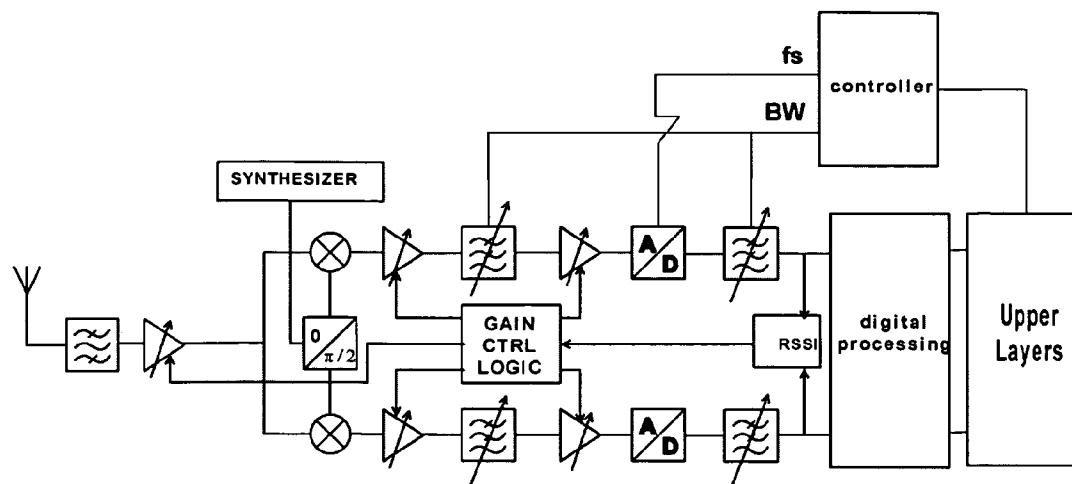 fs
controller
BW
SYNTHESIZER
A
D
0
π/2
GAIN
CTRL
LOGIC
RSSI
digital
processing
Upper
Layers
A
D